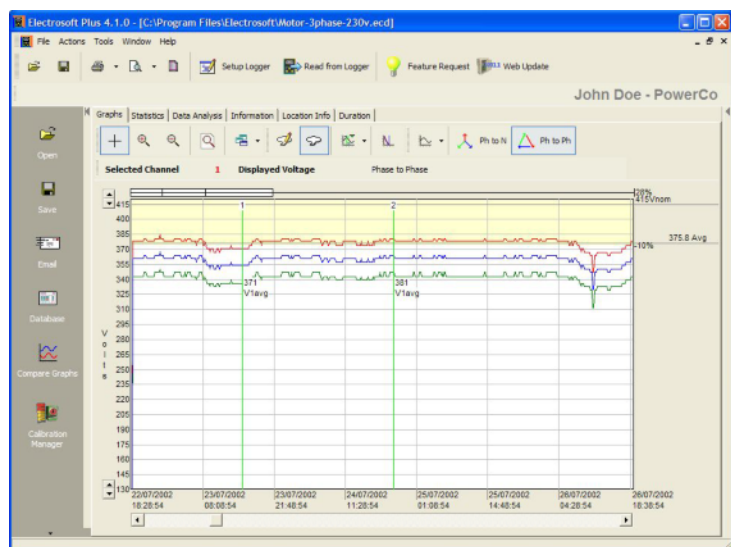 Electrosoft Plus 4.1.0 - [C:\Program Files\Electrosoft\Motor-3phase-230v.ecd]
File Actions Tools Window Help
Setup Logger Read from Logger Feature Request Web Update
John Doe - PowerCo
Graphs Statistics Data Analysis Information Location Info Duration
Ph to N Ph to Ph
Selected Channel 1 Displayed Voltage Phase to Phase
Open
Save
Email
Database
Compare Graphs
Calibration
Manager
415Vnom
375.8 Avg
-10%
1 2
371
V1avg
381
V1avg
Volts
415
400
385
370
355
340
325
310
295
280
265
250
235
220
205
190
175
160
145
130
22/07/2002 23/07/2002 23/07/2002 24/07/2002 25/07/2002 25/07/2002 26/07/2002 26/07/2002
18:28:54 08:08:54 21:48:54 11:28:54 01:08:54 14:48:54 04:28:54 18:38:54